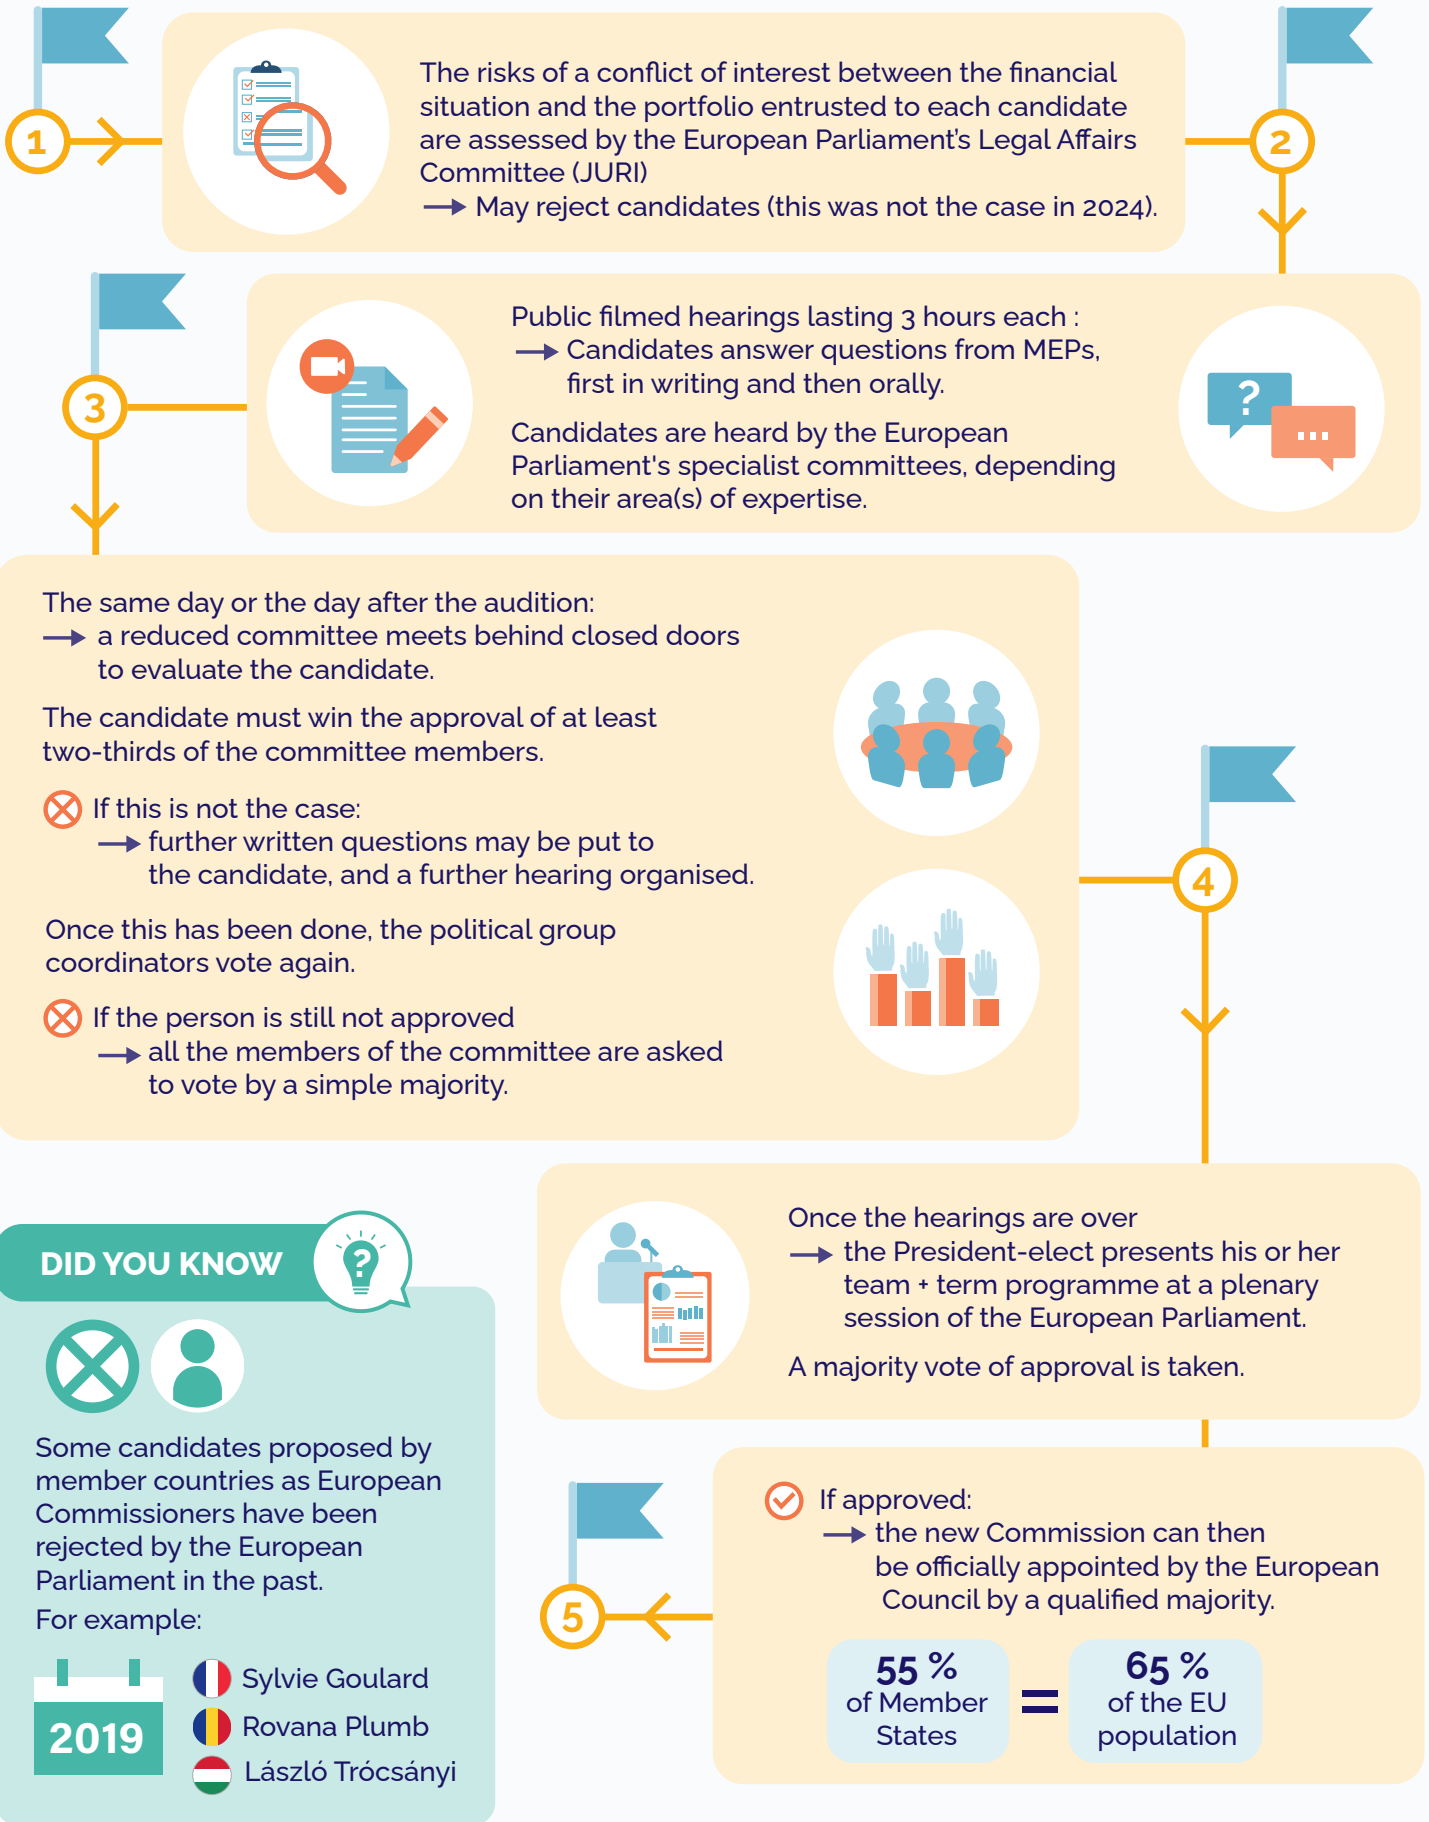 1
The risks of a conflict of interest between the financial
situation and the portfolio entrusted to each candidate
are assessed by the European Parliament's Legal Affairs
Committee (JURI)
May reject candidates (this was not the case in 2024).
2
Public filmed hearings lasting 3 hours each :
Candidates answer questions from MEPs,
first in writing and then orally.
Candidates are heard by the European
Parliament's specialist committees, depending
on their area(s) of expertise.
?
...
3
The same day or the day after the audition:
a reduced committee meets behind closed doors
to evaluate the candidate.
The candidate must win the approval of at least
two-thirds of the committee members.
If this is not the case:
further written questions may be put to
the candidate, and a further hearing organised.
Once this has been done, the political group
coordinators vote again.
If the person is still not approved
all the members of the committee are asked
to vote by a simple majority.
4
Once the hearings are over
the President-elect presents his or her
team + term programme at a plenary
session of the European Parliament.
A majority vote of approval is taken.
5
If approved:
the new Commission can then
be officially appointed by the European
Council by a qualified majority.
55 %
of Member
States
=
65 %
of the EU
population
DID YOU KNOW
?
Some candidates proposed by
member countries as European
Commissioners have been
rejected by the European
Parliament in the past.
For example:
2019
Sylvie Goulard
Rovana Plumb
László Trócsányi